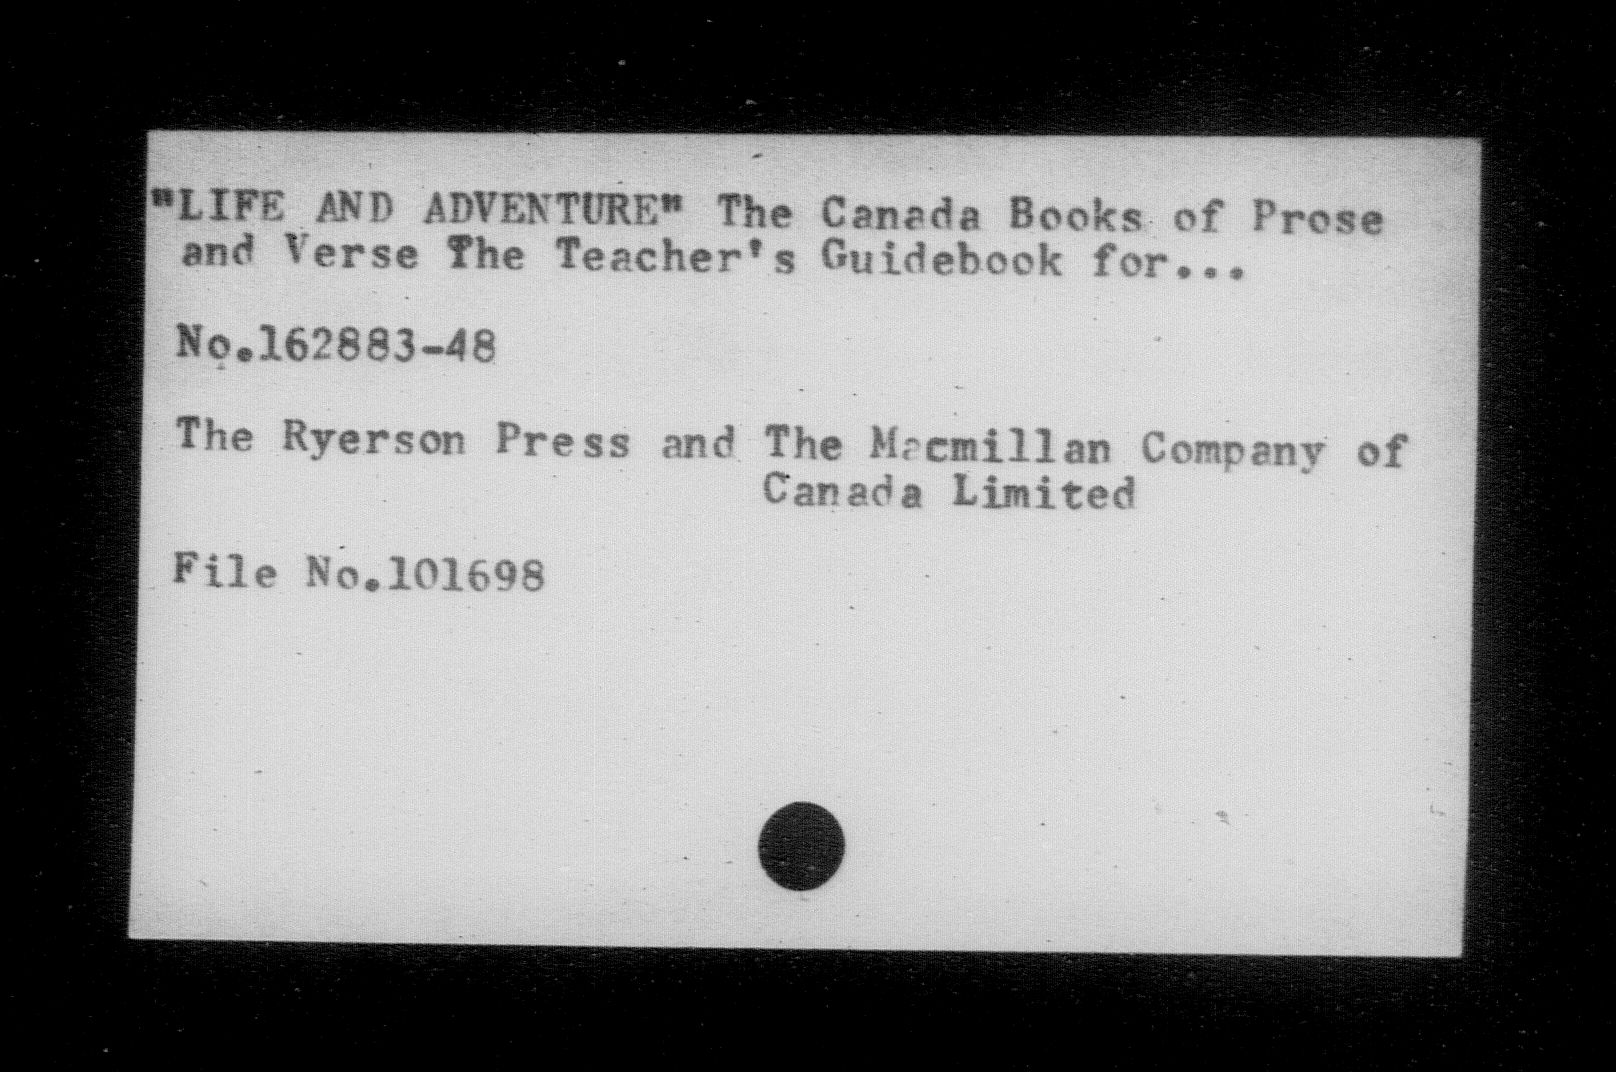 "LIFE AND ADVENTURE" The Canada Books of Prose
and Verse The Teacher's Guidebook for...
No.162883-48
The Ryerson Press and The Macmillan Company of
Canada Limited
File No.101698